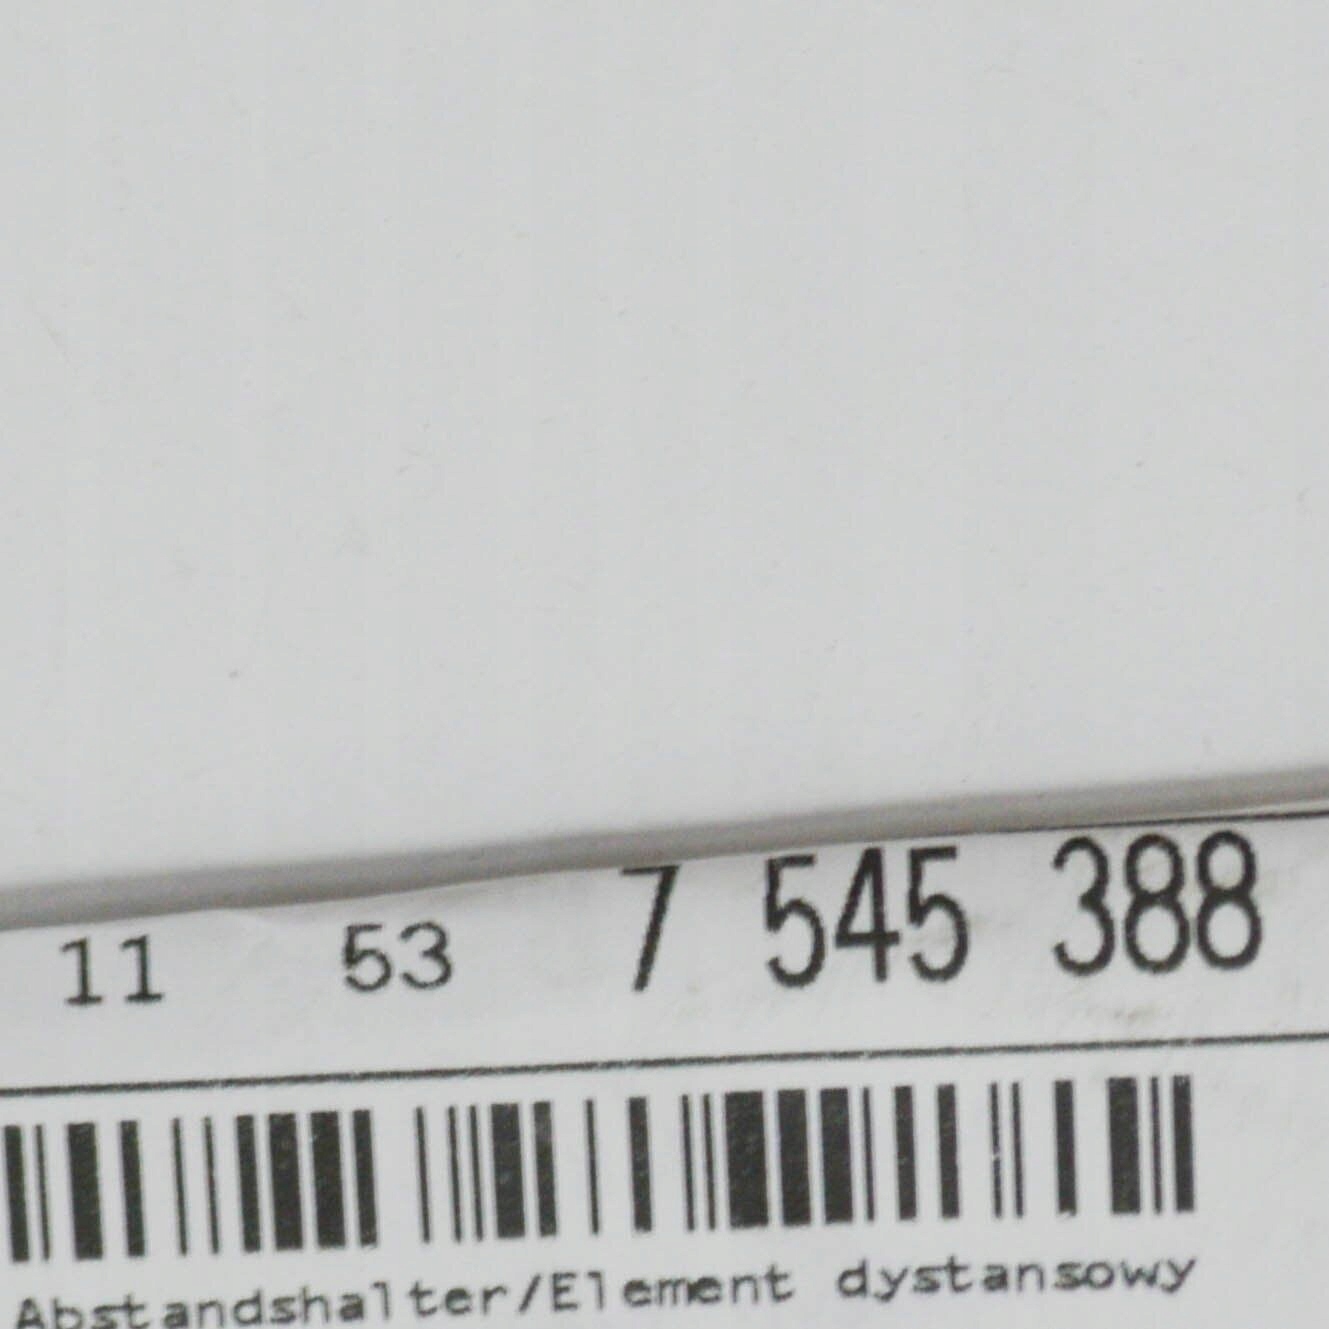 11 53 7 545 388
Abstandshalter/Element dystansowy